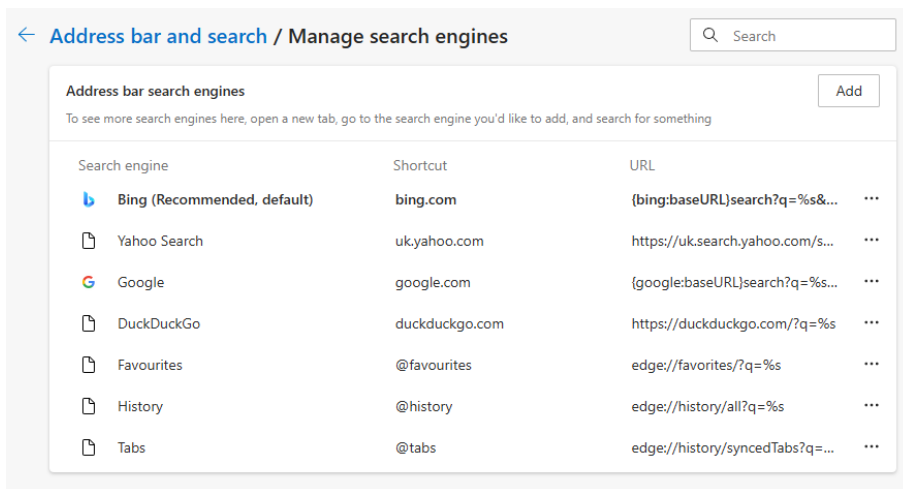 Address bar and search / Manage search engines
Search
Address bar search engines
Add
To see more search engines here, open a new tab, go to the search engine you'd like to add, and search for something
Search engine Shortcut URL
Bing (Recommended, default) bing.com {bing:baseURL}search?q=%s&...
Yahoo Search uk.yahoo.com https://uk.search.yahoo.com/s...
Google google.com {google:baseURL}search?q=%s...
DuckDuckGo duckduckgo.com https://duckduckgo.com/?q=%s
Favourites @favourites edge://favorites/?q=%s
History @history edge://history/all?q=%s
Tabs @tabs edge://history/syncedTabs?q=...